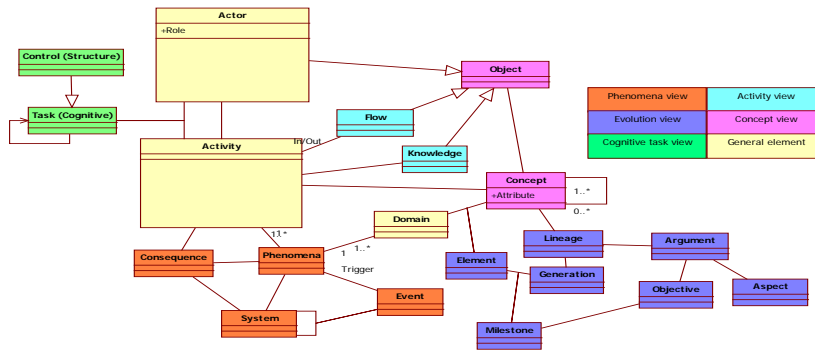 Actor
+Role
Control (Structure)
Object
Phenomena view
Activity view
Evolution view
Concept view
Cognitive task view
General element
Task (Cognitive)
Flow
In/Out
Activity
Knowledge
Concept
+Attribute
1..*
0..*
Domain
1..*
1
1..*
Lineage
Argument
Consequence
Phenomena
Element
Generation
Trigger
Objective
Aspect
Event
System
Milestone